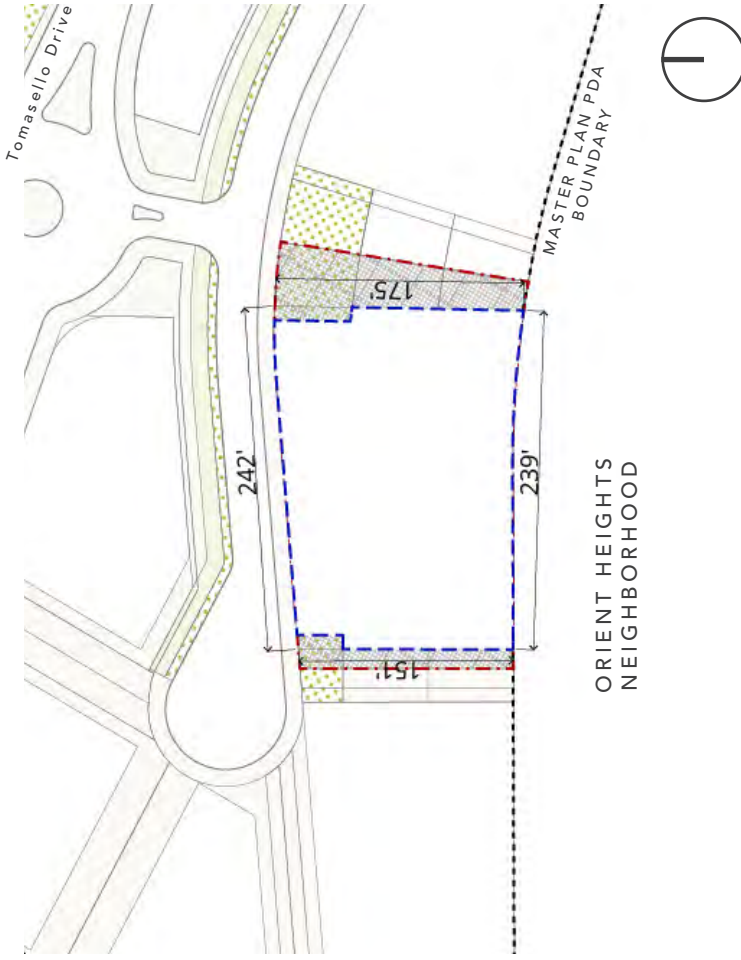 Tomasello Drive
MASTER PLAN PDA
BOUNDARY
175'
242'
239'
151'
ORIENT HEIGHTS
NEIGHBORHOOD